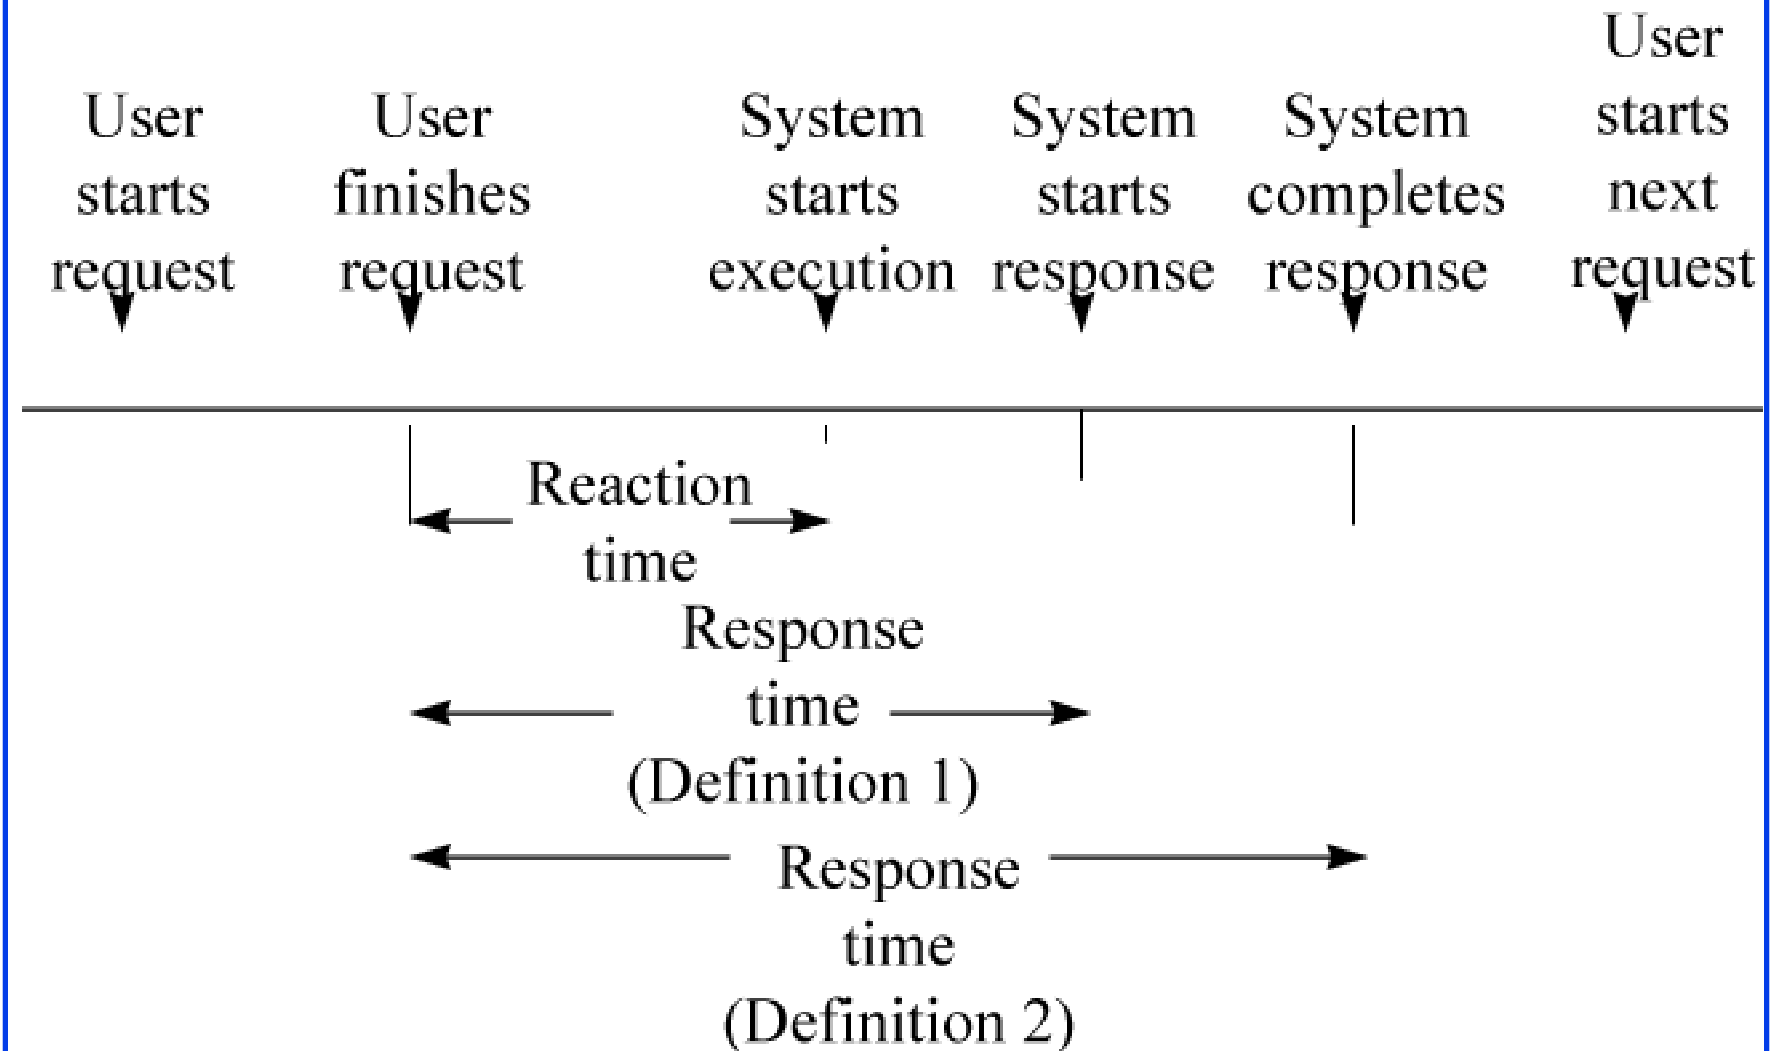 User
starts
request
User
finishes
request
System
starts
execution
System
starts
response
System
completes
response
User
starts
next
request
Reaction
time
Response
time
(Definition 1)
Response
time
(Definition 2)